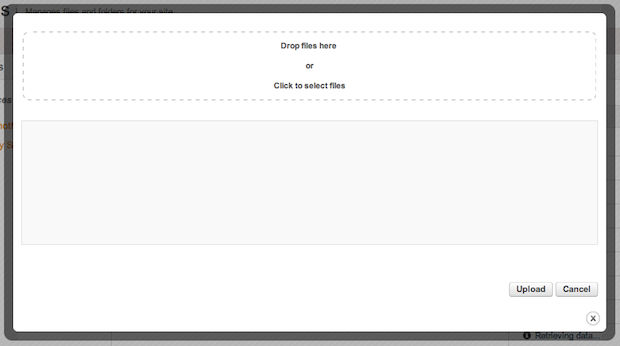 Manages files and folders for your site
Drop files here
or
Click to select files
Upload
Cancel
X
Retrieving data...